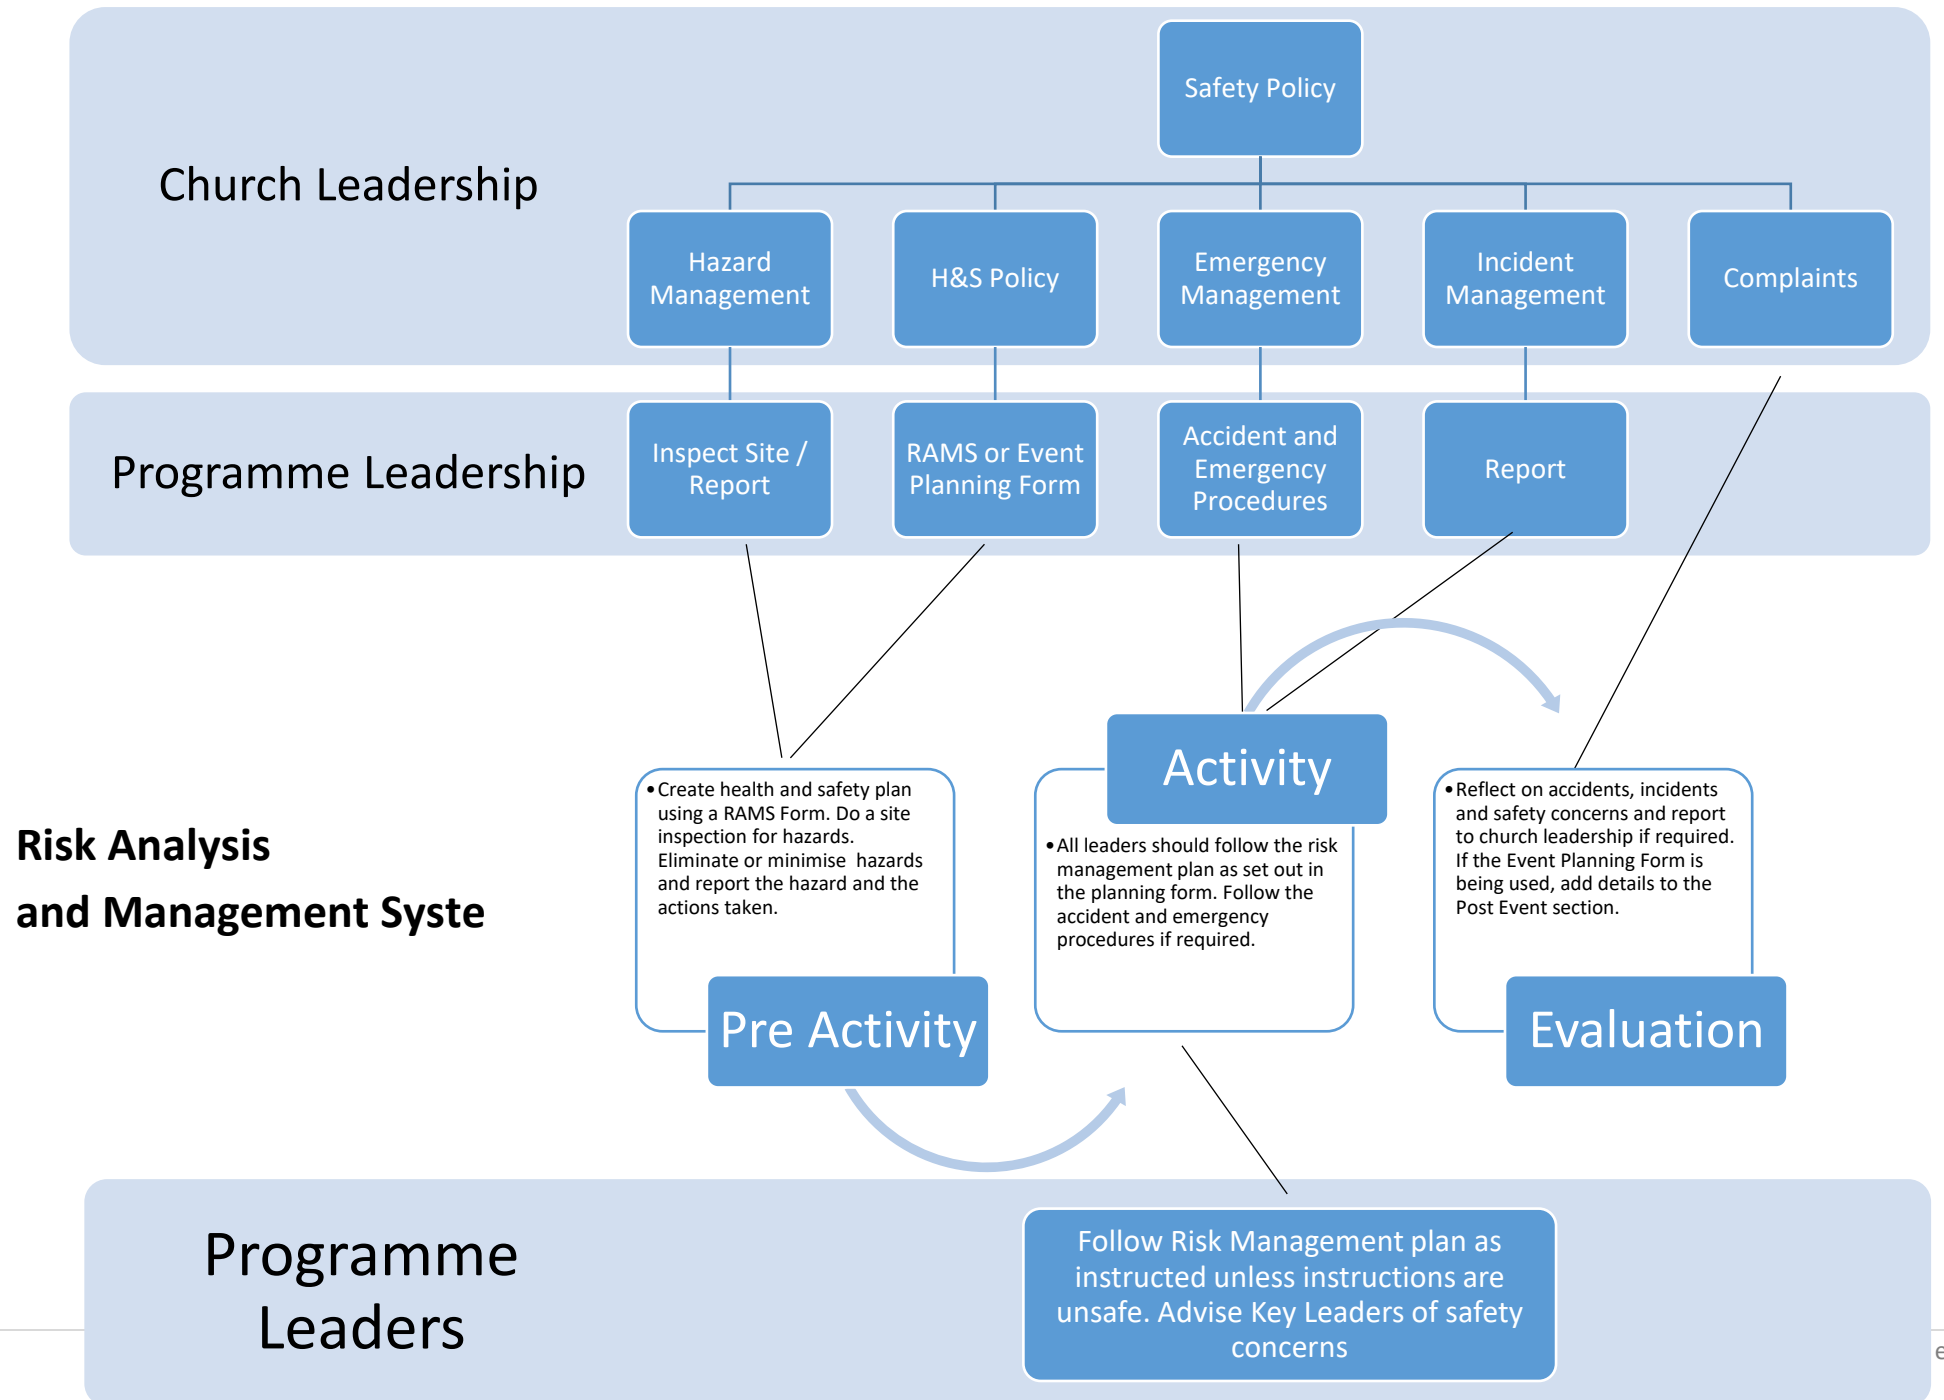 Safety Policy
Church Leadership
Hazard
Management
H&S Policy
Emergency
Management
Incident
Management
Complaints
Programme Leadership
Inspect Site /
Report
RAMS or Event
Planning Form
Accident and
Emergency
Procedures
Report
Risk Analysis
and Management Syste
•Create health and safety plan
using a RAMS Form. Do a site
inspection for hazards.
Eliminate or minimise  hazards
and report the hazard and the
actions taken.
Pre Activity
Activity
•All leaders should follow the risk
management plan as set out in
the planning form. Follow the
accident and emergency
procedures if required.
•Reflect on accidents, incidents
and safety concerns and report
to church leadership if required.
If the Event Planning Form is
being used, add details to the
Post Event section.
Evaluation
Programme
Leaders
Follow Risk Management plan as
instructed unless instructions are
unsafe. Advise Key Leaders of safety
concerns
e